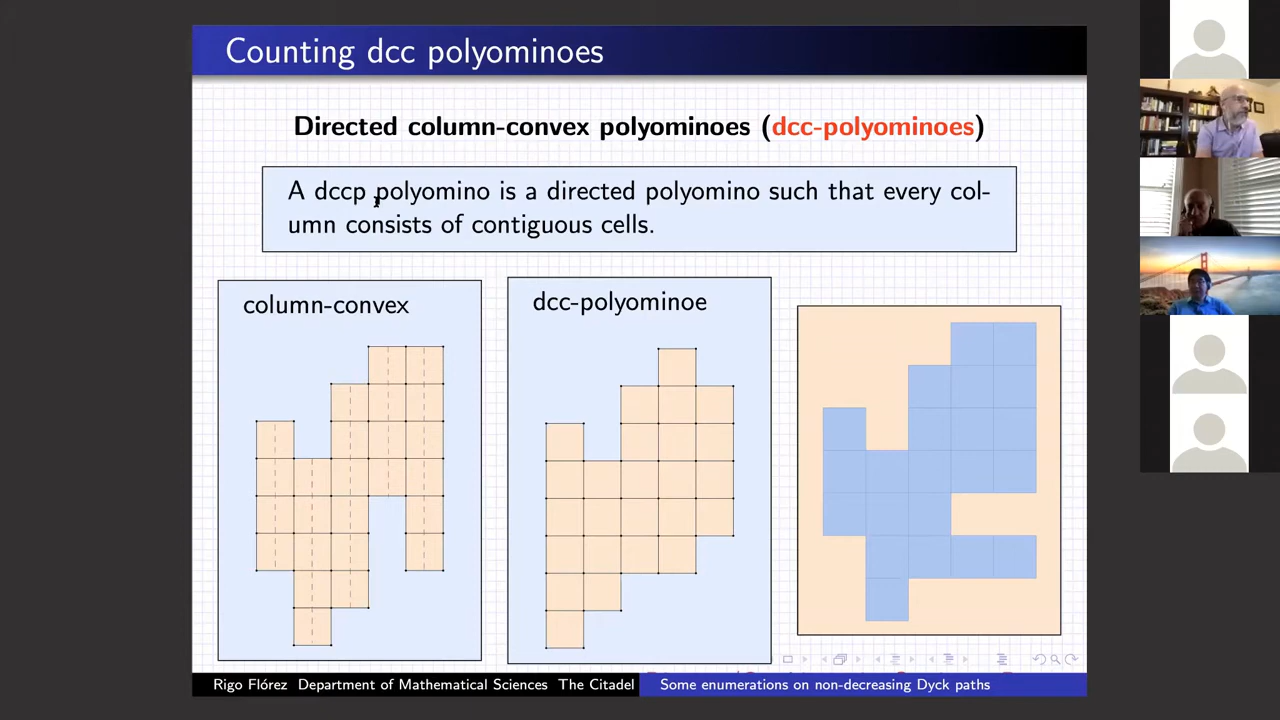 Counting dcc polyominoes
Directed column-convex polyominoes (dcc-polyominoes)
A dccp polyomino is a directed polyomino such that every col-
umn consists of contiguous cells.
column-convex
dcc-polyominoe
Rigo Flórez Department of Mathematical Sciences The Citadel
Some enumerations on non-decreasing Dyck paths